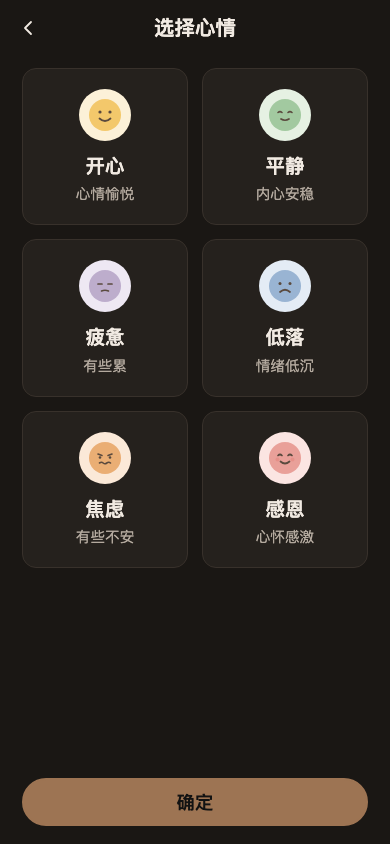 选择心情
开心
平静
心情愉悦
内心安稳
疲惫
低落
有些累
情绪低沉
焦虑
感恩
有些不安
心怀感激
确定